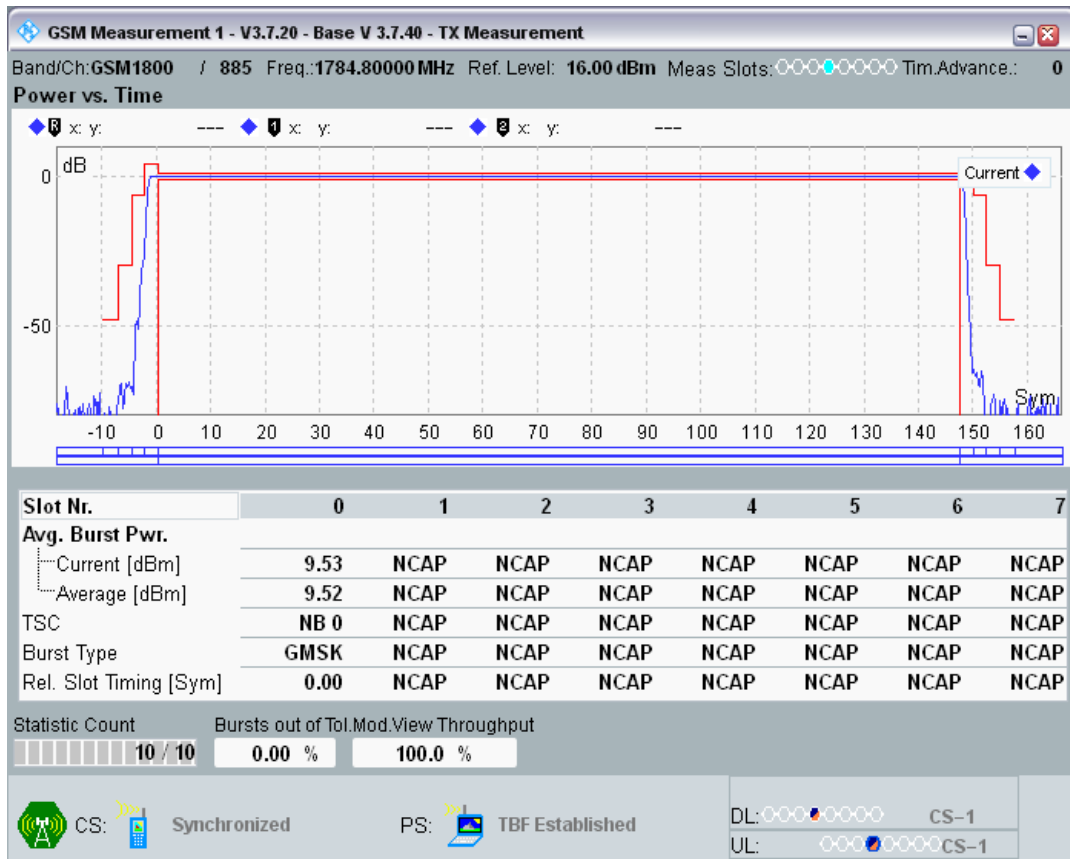 GSM Measurement 1 - V3.7.20 - Base V 3.7.40 - TX Measurement
Band/Ch:GSM1800 / 885 Freq.:1784.80000 MHz Ref. Level: 16.00 dBm Meas Slots: Tim.Advance.: 0
Power vs. Time
R x: y: --- 1 x: y: --- 2 x: y: ---
dB
Current
0
-50
Sym
-10 0 10 20 30 40 50 60 70 80 90 100 110 120 130 140 150 160
Slot Nr. 0 1 2 3 4 5 6 7
Avg. Burst Pwr.
Current [dBm] 9.53 NCAP NCAP NCAP NCAP NCAP NCAP NCAP
Average [dBm] 9.52 NCAP NCAP NCAP NCAP NCAP NCAP NCAP
TSC NB 0 NCAP NCAP NCAP NCAP NCAP NCAP NCAP
Burst Type GMSK NCAP NCAP NCAP NCAP NCAP NCAP NCAP
Rel. Slot Timing [Sym] 0.00 NCAP NCAP NCAP NCAP NCAP NCAP NCAP
Statistic Count Bursts out of Tol. Mod.View Throughput
10 / 10 0.00 % 100.0 %
CS: Synchronized PS: TBF Established
DL: CS-1
UL: CS-1